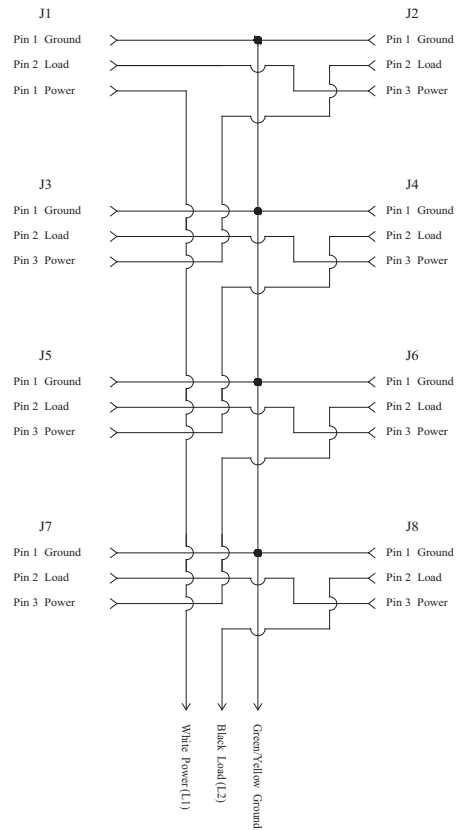 J1
J2
Pin 1 Ground
Pin 1 Ground
Pin 2 Load
Pin 2 Load
Pin 1 Power
Pin 3 Power
J3
J4
Pin 1 Ground
Pin 1 Ground
Pin 2 Load
Pin 2 Load
Pin 3 Power
Pin 3 Power
J5
J6
Pin 1 Ground
Pin 1 Ground
Pin 2 Load
Pin 2 Load
Pin 3 Power
Pin 3 Power
J7
J8
Pin 1 Ground
Pin 1 Ground
Pin 2 Load
Pin 2 Load
Pin 3 Power
Pin 3 Power
White Power (L1)
Black Load (L2)
Green/Yellow Ground